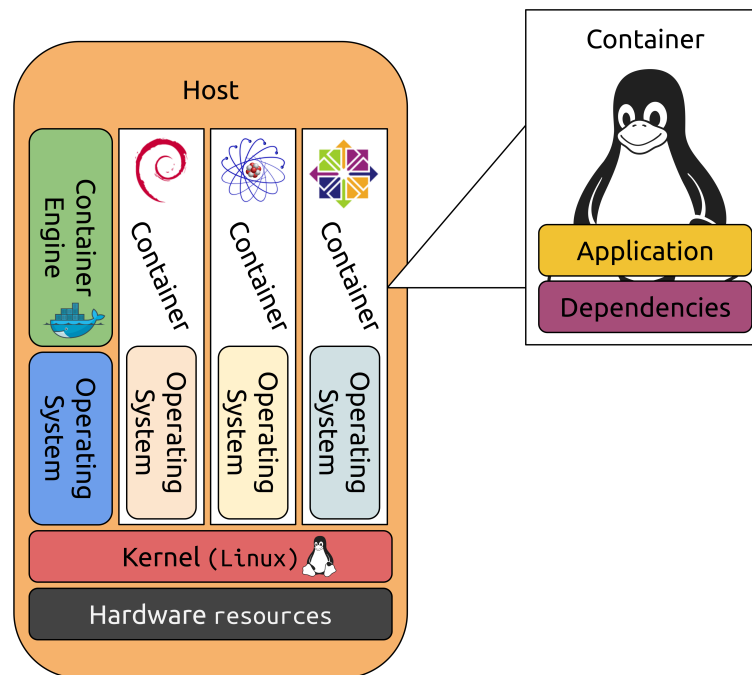 Host
Container
Engine
Container
Container
Container
Operating
System
Operating
System
Operating
System
Operating
System
Kernel (Linux)
Hardware resources
Container
Application
Dependencies